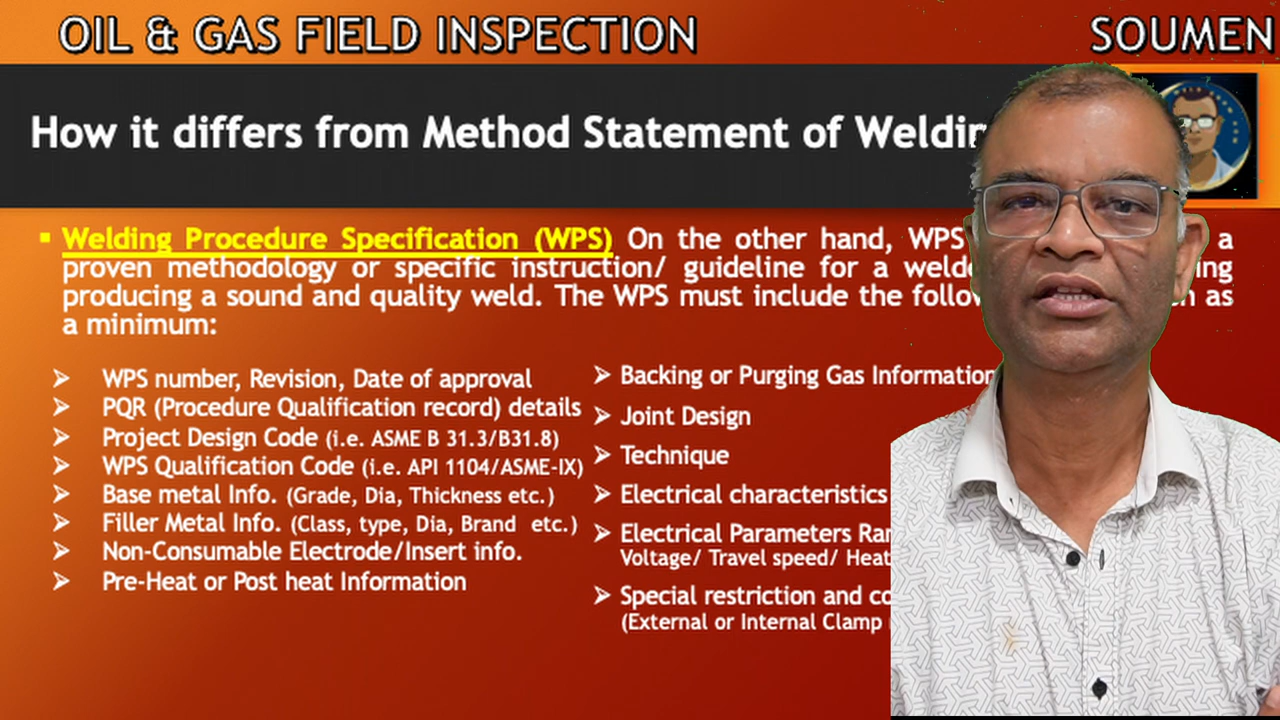 OIL & GAS FIELD INSPECTION
SOUMEN
How it differs from Method Statement of
Welding Procedure Specification (WPS) On the other hand, WPS a
proven methodology or specific instruction/ guideline for a
producing a sound and quality weld. The WPS must include the as
a minimum:
WPS number, Revision, Date of approval
PQR (Procedure Qualification record) details
Project Design Code (i.e. ASME B 31.3/B31.8)
WPS Qualification Code (i.e. API 1104/ASME-IX)
Base metal Info. (Grade, Dia, Thickness etc.)
Filler Metal Info. (Class, type, Dia, Brand etc.)
Non-Consumable Electrode/Insert info.
Pre-Heat or Post heat Information
Backing or Purging Gas Information
Joint Design
Technique
Electrical characteristics
Electrical Parameters
Voltage/ Travel speed/ Heat
Special restriction and
(External or Internal Clamp